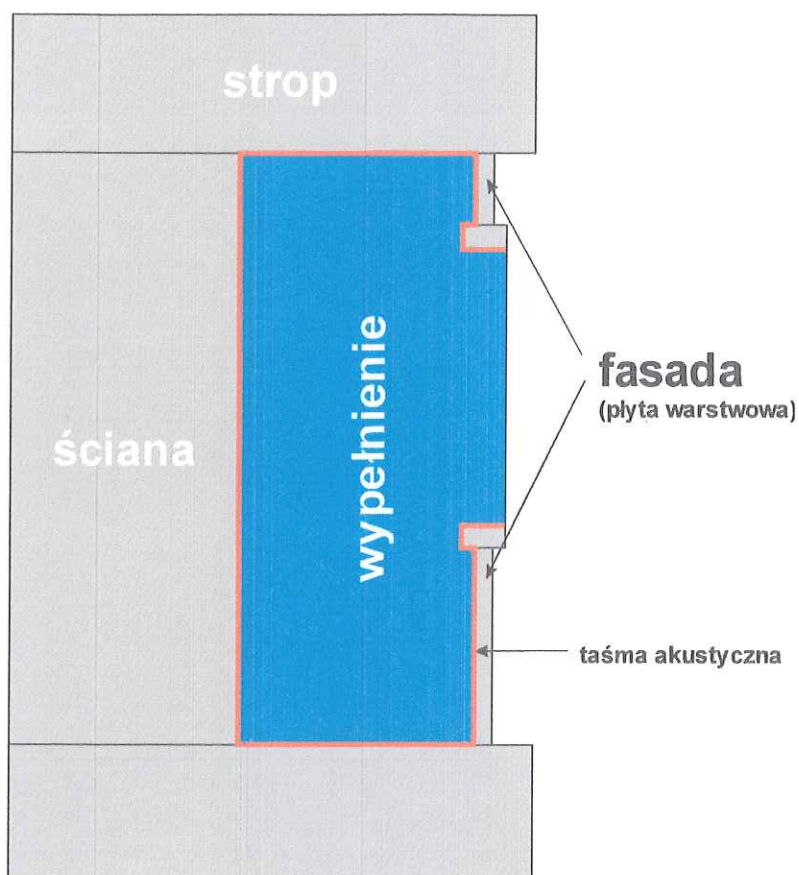 strop
ściana
wypełnienie
fasada
(płyta warstwowa)
taśma akustyczna